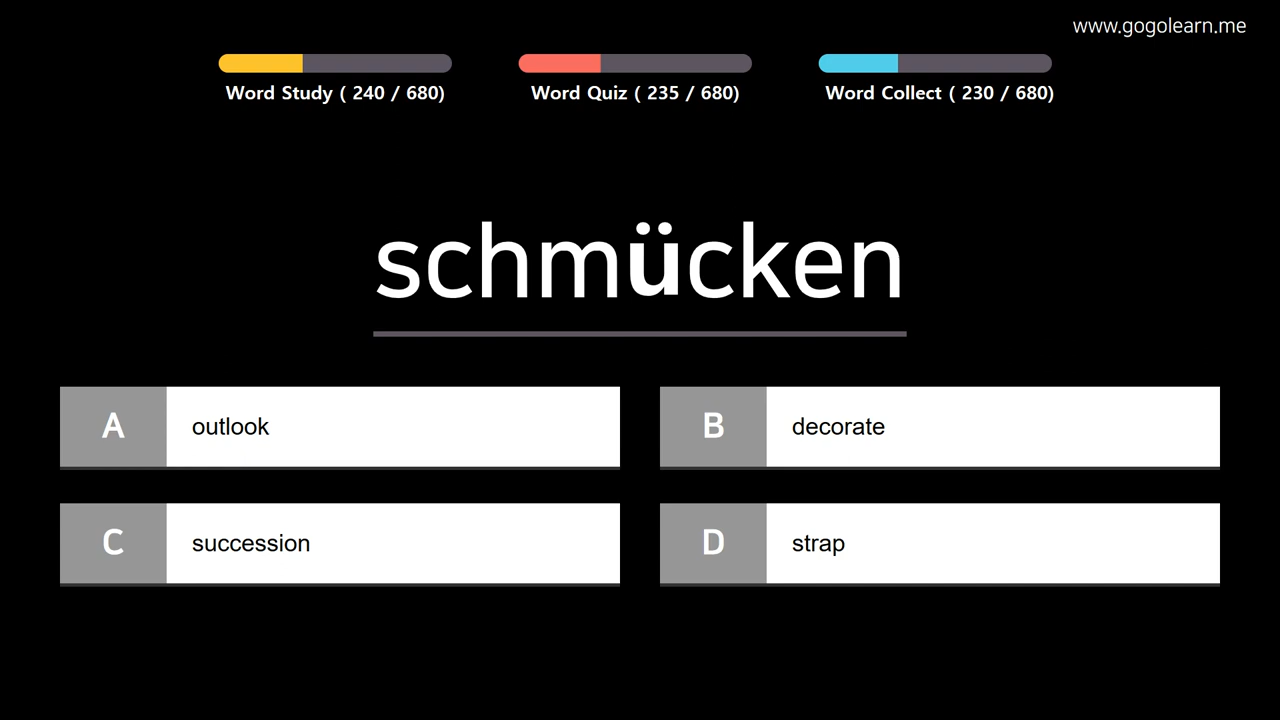 www.gogolearn.me
Word Study ( 240 / 680)
Word Quiz ( 235 / 680)
Word Collect ( 230 / 680)
schmücken
A outlook
B decorate
C succession
D strap